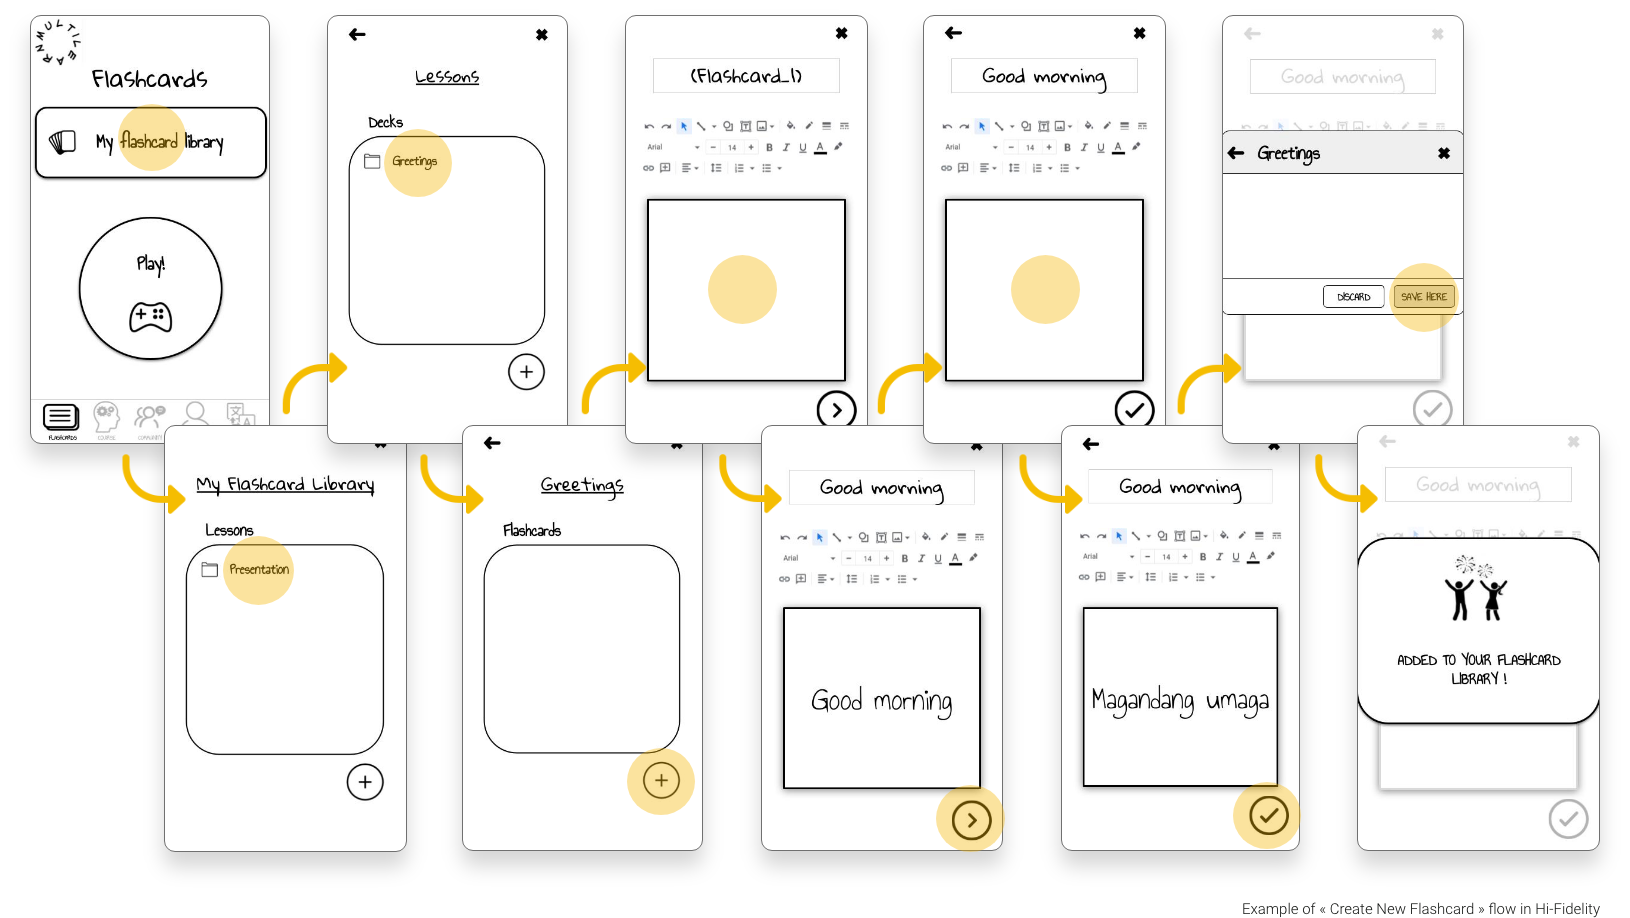 MULTILEARN
Flashcards
My flashcard library
Play!
FLASHCARDS
COURSE
COMMUNITY
My Flashcard Library
Lessons
Presentation
Lessons
Decks
Greetings
Greetings
Flashcards
(Flashcard_1)
Arial
14
B I U A
Good morning
Arial
14
B I U A
Good morning
Good morning
Arial
14
B I U A
Good morning
Arial
14
B I U A
Magandang umaga
Good morning
Greetings
DISCARD
SAVE HERE
Good morning
ADDED TO YOUR FLASHCARD
LIBRARY !
Example of « Create New Flashcard » flow in Hi-Fidelity